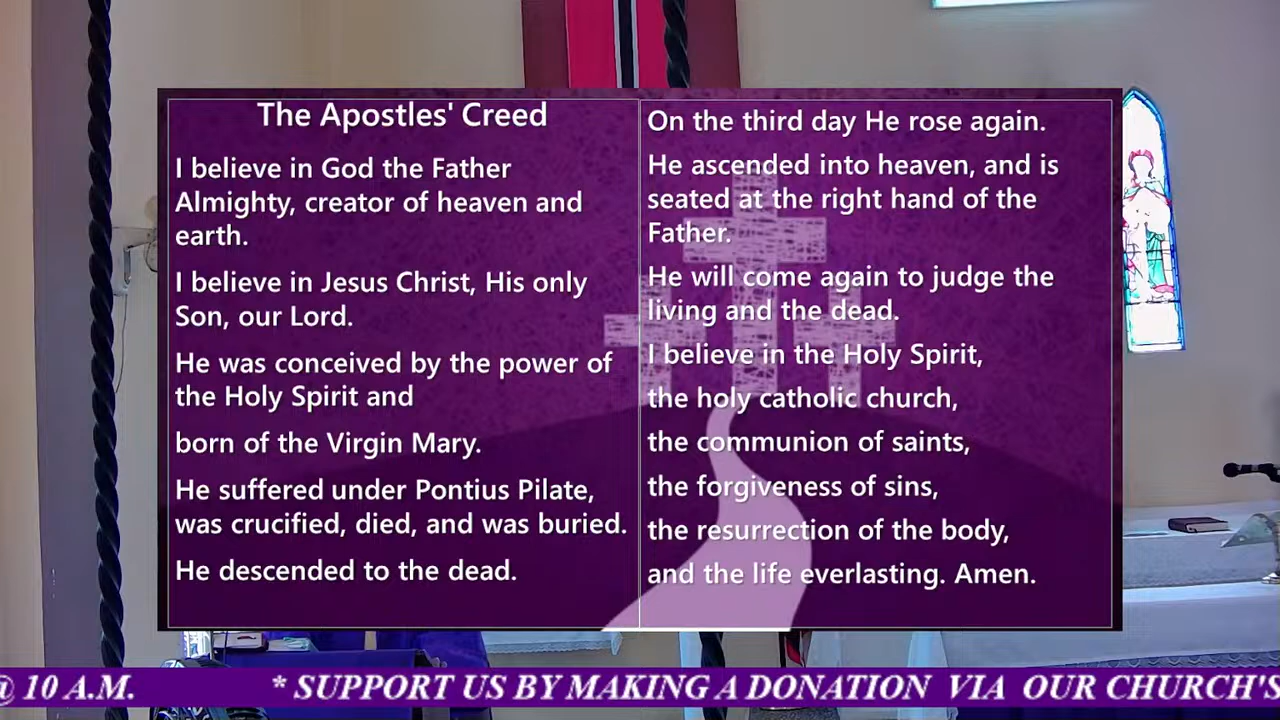 The Apostles' Creed
I believe in God the Father
Almighty, creator of heaven and
earth.
I believe in Jesus Christ, His only
Son, our Lord.
He was conceived by the power of
the Holy Spirit and
born of the Virgin Mary.
He suffered under Pontius Pilate,
was crucified, died, and was buried.
He descended to the dead.
On the third day He rose again.
He ascended into heaven, and is
seated at the right hand of the
Father.
He will come again to judge the
living and the dead.
I believe in the Holy Spirit,
the holy catholic church,
the communion of saints,
the forgiveness of sins,
the resurrection of the body,
and the life everlasting. Amen.
@ 10 A.M. * SUPPORT US BY MAKING A DONATION VIA OUR CHURCH'S